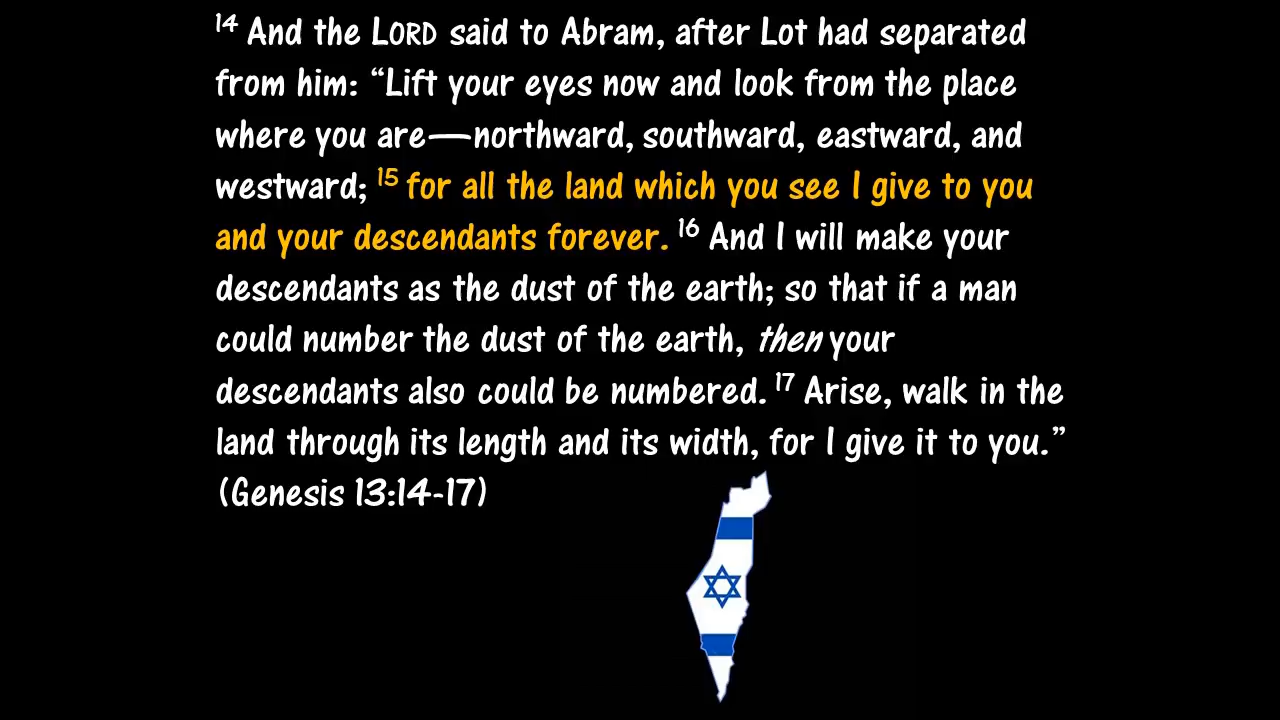 14 And the LORD said to Abram, after Lot had separated
from him: “Lift your eyes now and look from the place
where you are—northward, southward, eastward, and
westward; 15 for all the land which you see I give to you
and your descendants forever. 16 And I will make your
descendants as the dust of the earth; so that if a man
could number the dust of the earth, then your
descendants also could be numbered. 17 Arise, walk in the
land through its length and its width, for I give it to you.”
(Genesis 13:14-17)